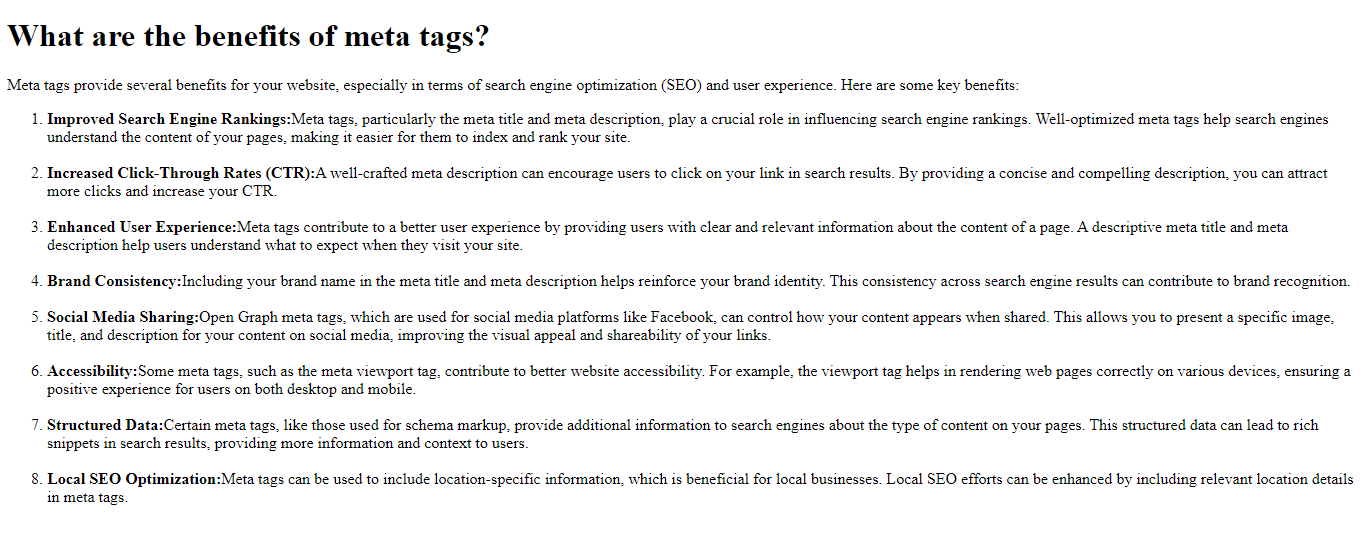 What are the benefits of meta tags?
Meta tags provide several benefits for your website, especially in terms of search engine optimization (SEO) and user experience. Here are some key benefits:
1. Improved Search Engine Rankings:Meta tags, particularly the meta title and meta description, play a crucial role in influencing search engine rankings. Well-optimized meta tags help search engines
understand the content of your pages, making it easier for them to index and rank your site.
2. Increased Click-Through Rates (CTR):A well-crafted meta description can encourage users to click on your link in search results. By providing a concise and compelling description, you can attract
more clicks and increase your CTR.
3. Enhanced User Experience:Meta tags contribute to a better user experience by providing users with clear and relevant information about the content of a page. A descriptive meta title and meta
description help users understand what to expect when they visit your site.
4. Brand Consistency:Including your brand name in the meta title and meta description helps reinforce your brand identity. This consistency across search engine results can contribute to brand recognition.
5. Social Media Sharing:Open Graph meta tags, which are used for social media platforms like Facebook, can control how your content appears when shared. This allows you to present a specific image,
title, and description for your content on social media, improving the visual appeal and shareability of your links.
6. Accessibility:Some meta tags, such as the meta viewport tag, contribute to better website accessibility. For example, the viewport tag helps in rendering web pages correctly on various devices, ensuring a
positive experience for users on both desktop and mobile.
7. Structured Data:Certain meta tags, like those used for schema markup, provide additional information to search engines about the type of content on your pages. This structured data can lead to rich
snippets in search results, providing more information and context to users.
8. Local SEO Optimization:Meta tags can be used to include location-specific information, which is beneficial for local businesses. Local SEO efforts can be enhanced by including relevant location details
in meta tags.